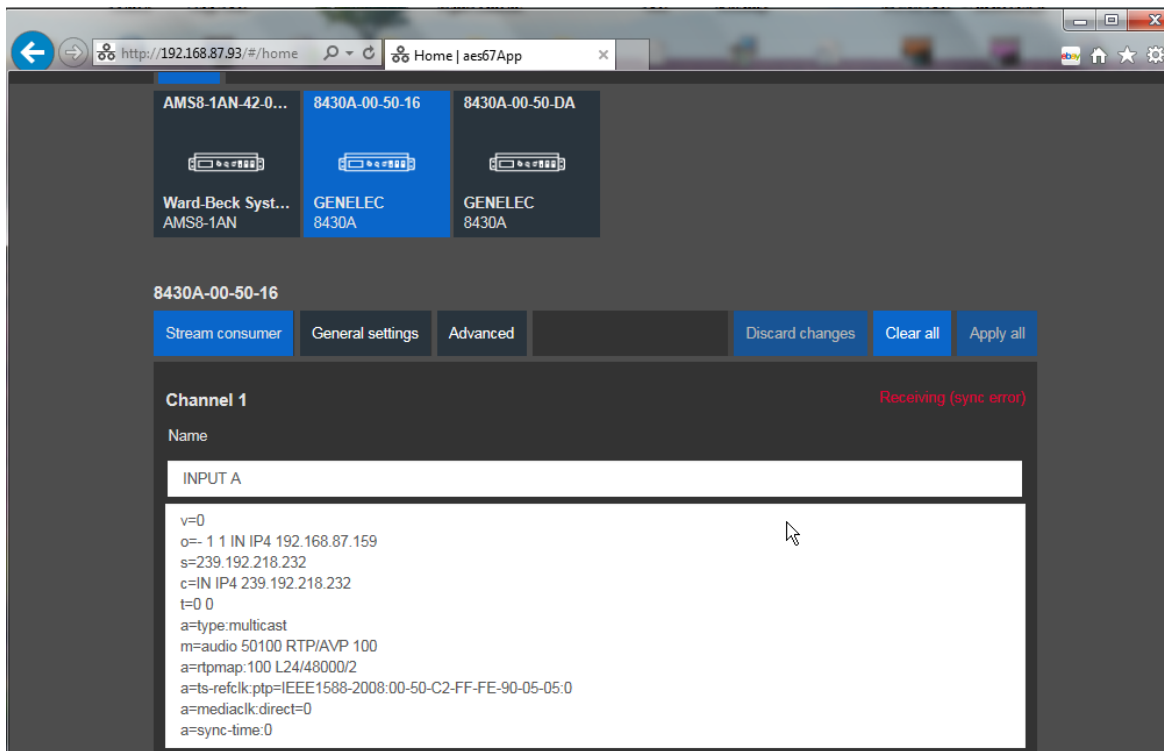 http://192.168.87.93/#/home
Home | aes67App
ebay
AMS8-1AN-42-0...
8430A-00-50-16
8430A-00-50-DA
Ward-Beck Syst...
GENELEC
GENELEC
AMS8-1AN
8430A
8430A
8430A-00-50-16
Stream consumer
General settings
Advanced
Discard changes
Clear all
Apply all
Channel 1
Receiving (sync error)
Name
INPUT A
v=0
o=- 1 1 IN IP4 192.168.87.159
s=239.192.218.232
c=IN IP4 239.192.218.232
t=0 0
a=type:multicast
m=audio 50100 RTP/AVP 100
a=rtpmap:100 L24/48000/2
a=ts-refclk:ptp=IEEE1588-2008:00-50-C2-FF-FE-90-05-05:0
a=mediaclk:direct=0
a=sync-time:0